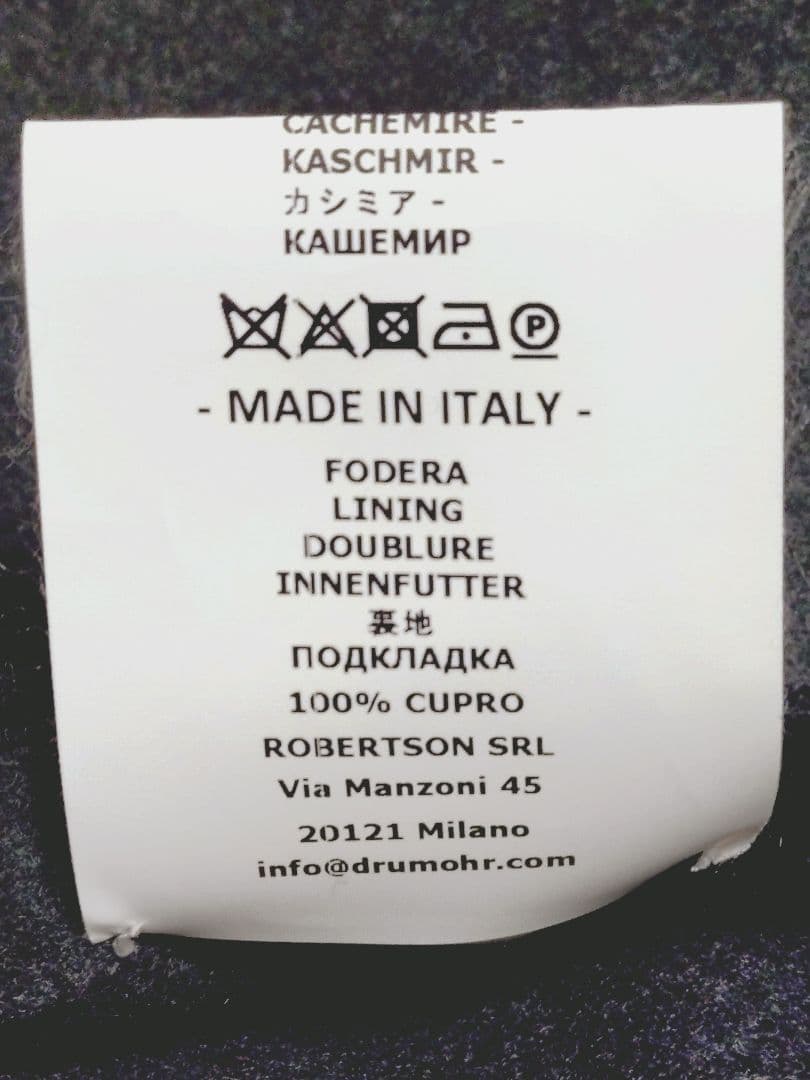 CACHEMIRE -
KASCHMIR -
カシミア -
КАШЕМИР
P
- MADE IN ITALY -
FODERA
LINING
DOUBLURE
INNENFUTTER
裏地
ПОДКЛАДКА
100% CUPRO
ROBERTSON SRL
Via Manzoni 45
20121 Milano
info@drumohr.com